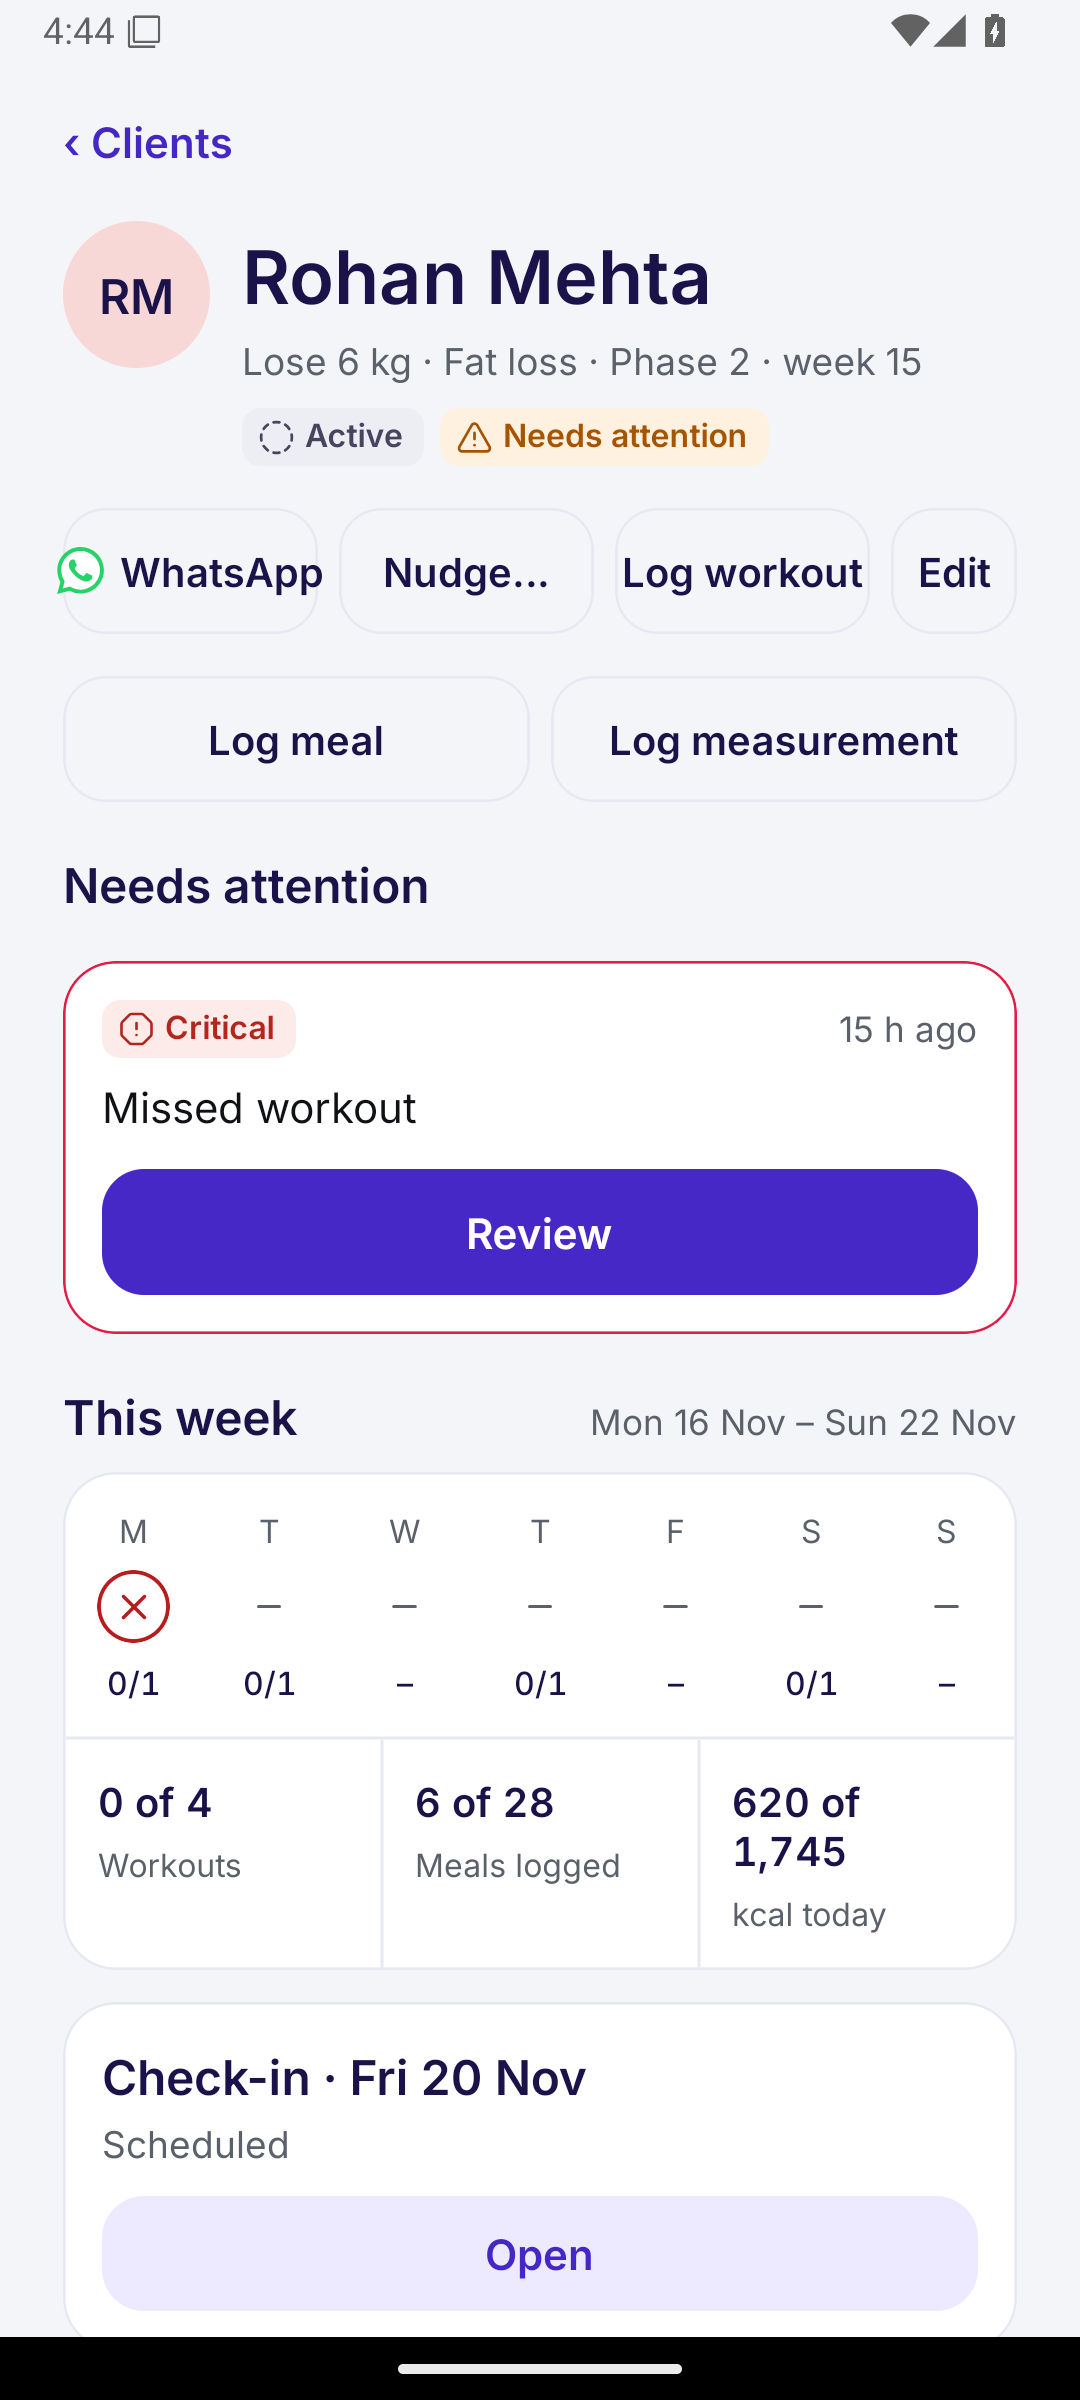 4:44
‹ Clients
RM
Rohan Mehta
Lose 6 kg · Fat loss · Phase 2 · week 15
Active
Needs attention
WhatsApp
Nudge...
Log workout
Edit
Log meal
Log measurement
Needs attention
Critical
15 h ago
Missed workout
Review
This week
Mon 16 Nov – Sun 22 Nov
M T W T F S S
– – – – – –
0/1 0/1 – 0/1 – 0/1 –
0 of 4
Workouts
6 of 28
Meals logged
620 of
1,745
kcal today
Check-in · Fri 20 Nov
Scheduled
Open